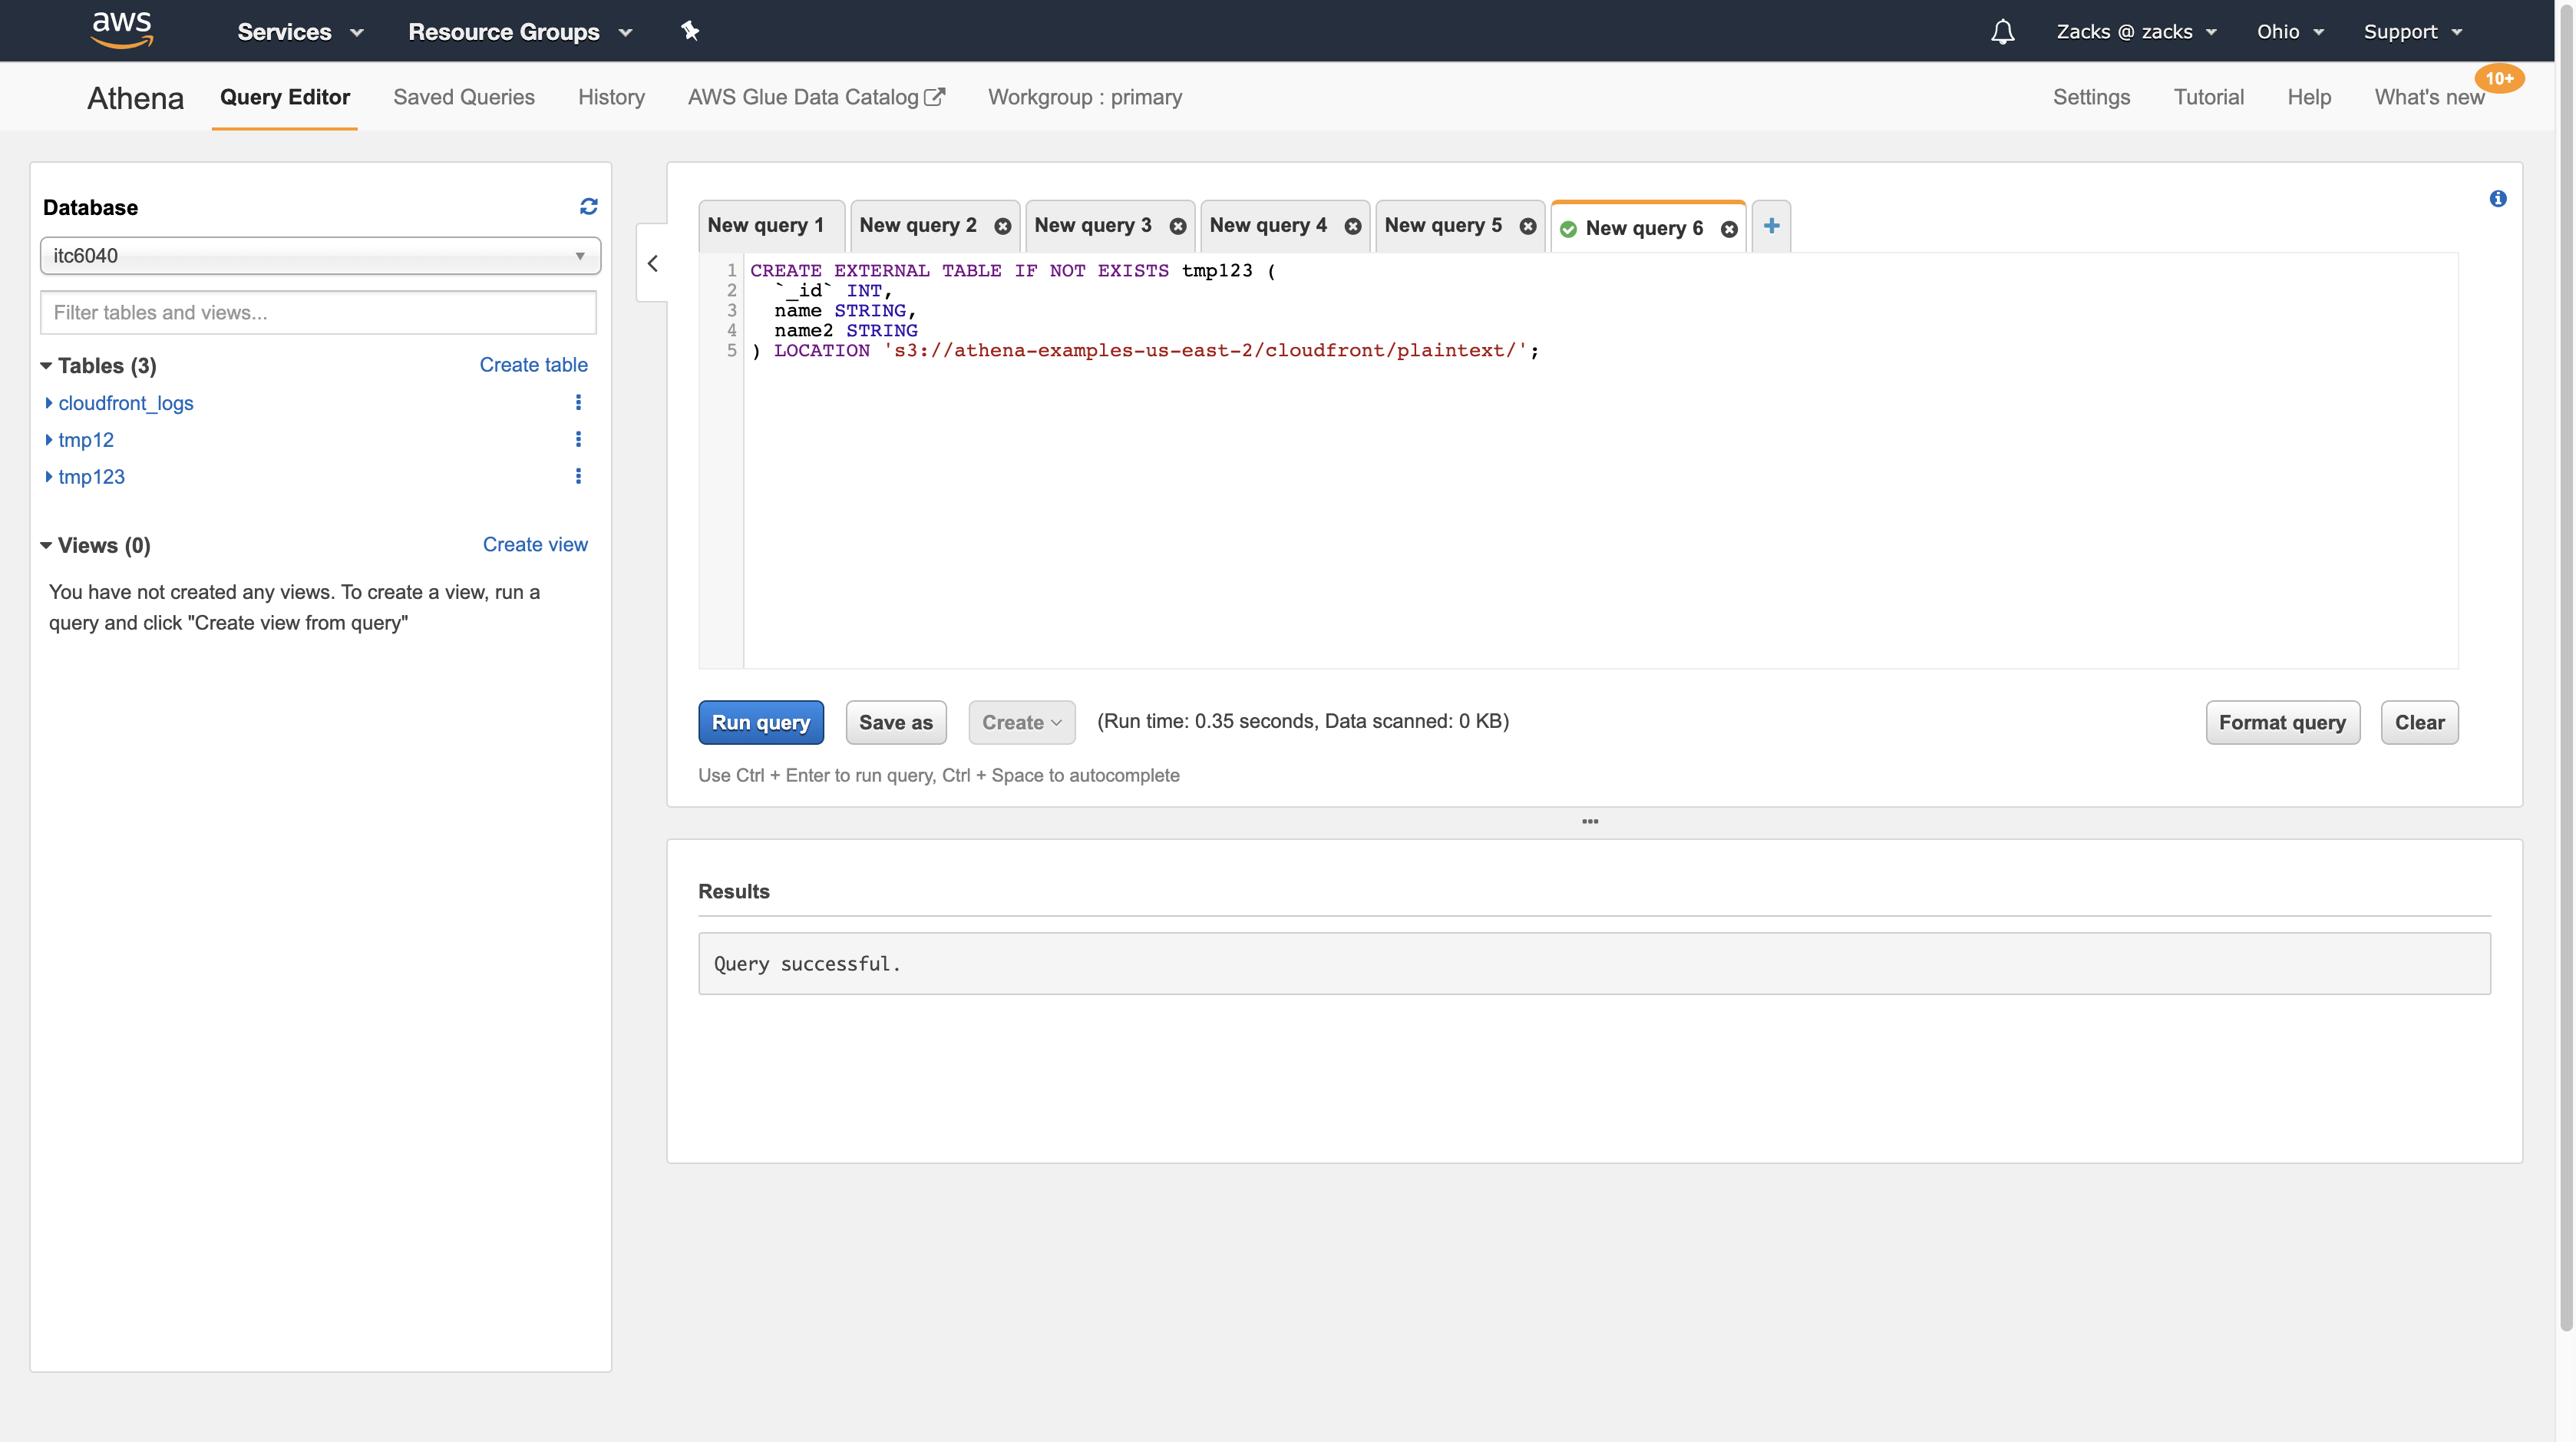 aws Services Resource Groups Zacks @ zacks Ohio Support
Athena Query Editor Saved Queries History AWS Glue Data Catalog Workgroup : primary Settings Tutorial Help What's new 10+
Database
itc6040
Filter tables and views...
Tables (3) Create table
cloudfront_logs
tmp12
tmp123
Views (0) Create view
You have not created any views. To create a view, run a
query and click "Create view from query"
New query 1 New query 2 New query 3 New query 4 New query 5 New query 6
1 CREATE EXTERNAL TABLE IF NOT EXISTS tmp123 (
2 `_id` INT,
3 name STRING,
4 name2 STRING
5 ) LOCATION 's3://athena-examples-us-east-2/cloudfront/plaintext/';
Run query Save as Create (Run time: 0.35 seconds, Data scanned: 0 KB) Format query Clear
Use Ctrl + Enter to run query, Ctrl + Space to autocomplete
Results
Query successful.